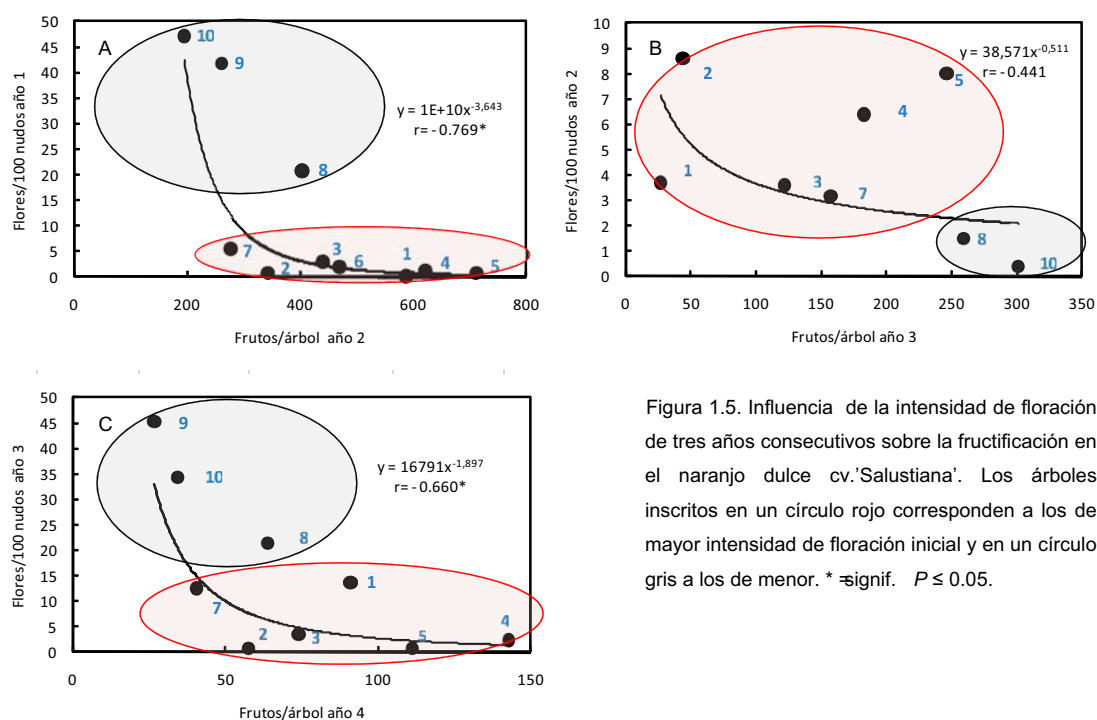 A
Flores/100 nudos año 1
50
45
40
35
30
25
20
15
10
5
0
10
9
8
7
2
3
6
1
4
5
y = 1E+10x-3,643
r= - 0.769*
0 200 400 600 800
Frutos/árbol año 2
B
Flores/100 nudos año 2
10
9
8
7
6
5
4
3
2
1
0
2
5
4
1
3
7
8
10
y = 38,571x-0,511
r= - 0.441
0 50 100 150 200 250 300 350
Frutos/árbol año 3
C
Flores/100 nudos año 3
50
45
40
35
30
25
20
15
10
5
0
9
10
8
7
1
2
3
5
4
y = 16791x-1,897
r= - 0.660*
0 50 100 150
Frutos/árbol año 4
Figura 1.5. Influencia de la intensidad de floración
de tres años consecutivos sobre la fructificación en
el naranjo dulce cv.’Salustiana’. Los árboles
inscritos en un círculo rojo corresponden a los de
mayor intensidad de floración inicial y en un círculo
gris a los de menor. * =signif. P ≤ 0.05.